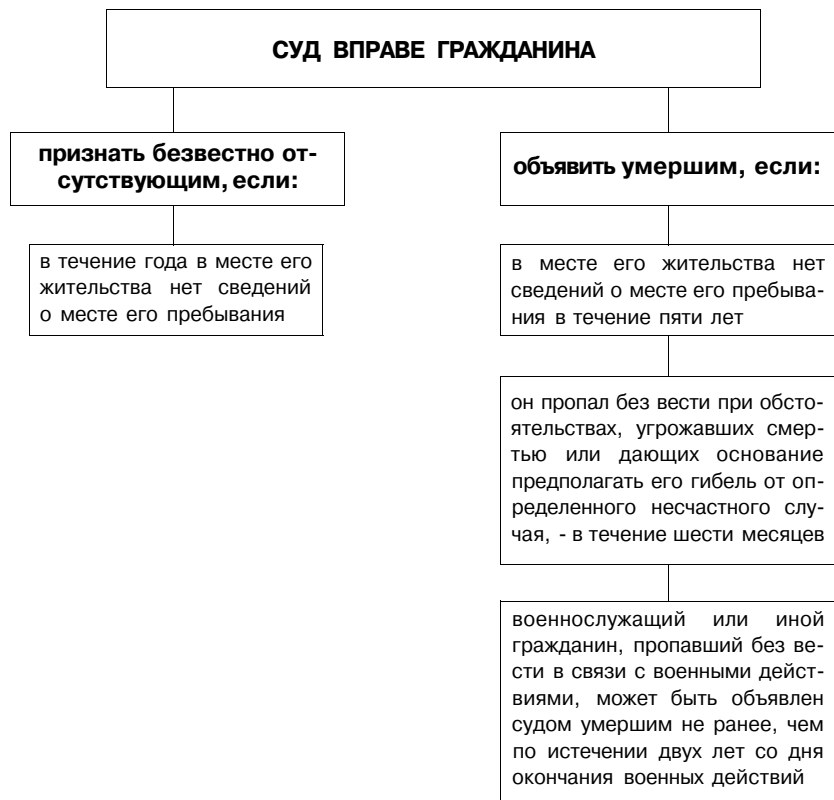 СУД ВПРАВЕ ГРАЖДАНИНА
признать безвестно от-
сутствующим, если:
в течение года в месте его
жительства нет сведений
о месте его пребывания
объявить умершим, если:
в месте его жительства нет
сведений о месте его пребыва-
ния в течение пяти лет
он пропал без вести при обсто-
ятельствах, угрожавших смер-
тью или дающих основание
предполагать его гибель от оп-
ределенного несчастного слу-
чая, - в течение шести месяцев
военнослужащий или иной
гражданин, пропавший без ве-
сти в связи с военными дейст-
виями, может быть объявлен
судом умершим не ранее, чем
по истечении двух лет со дня
окончания военных действий